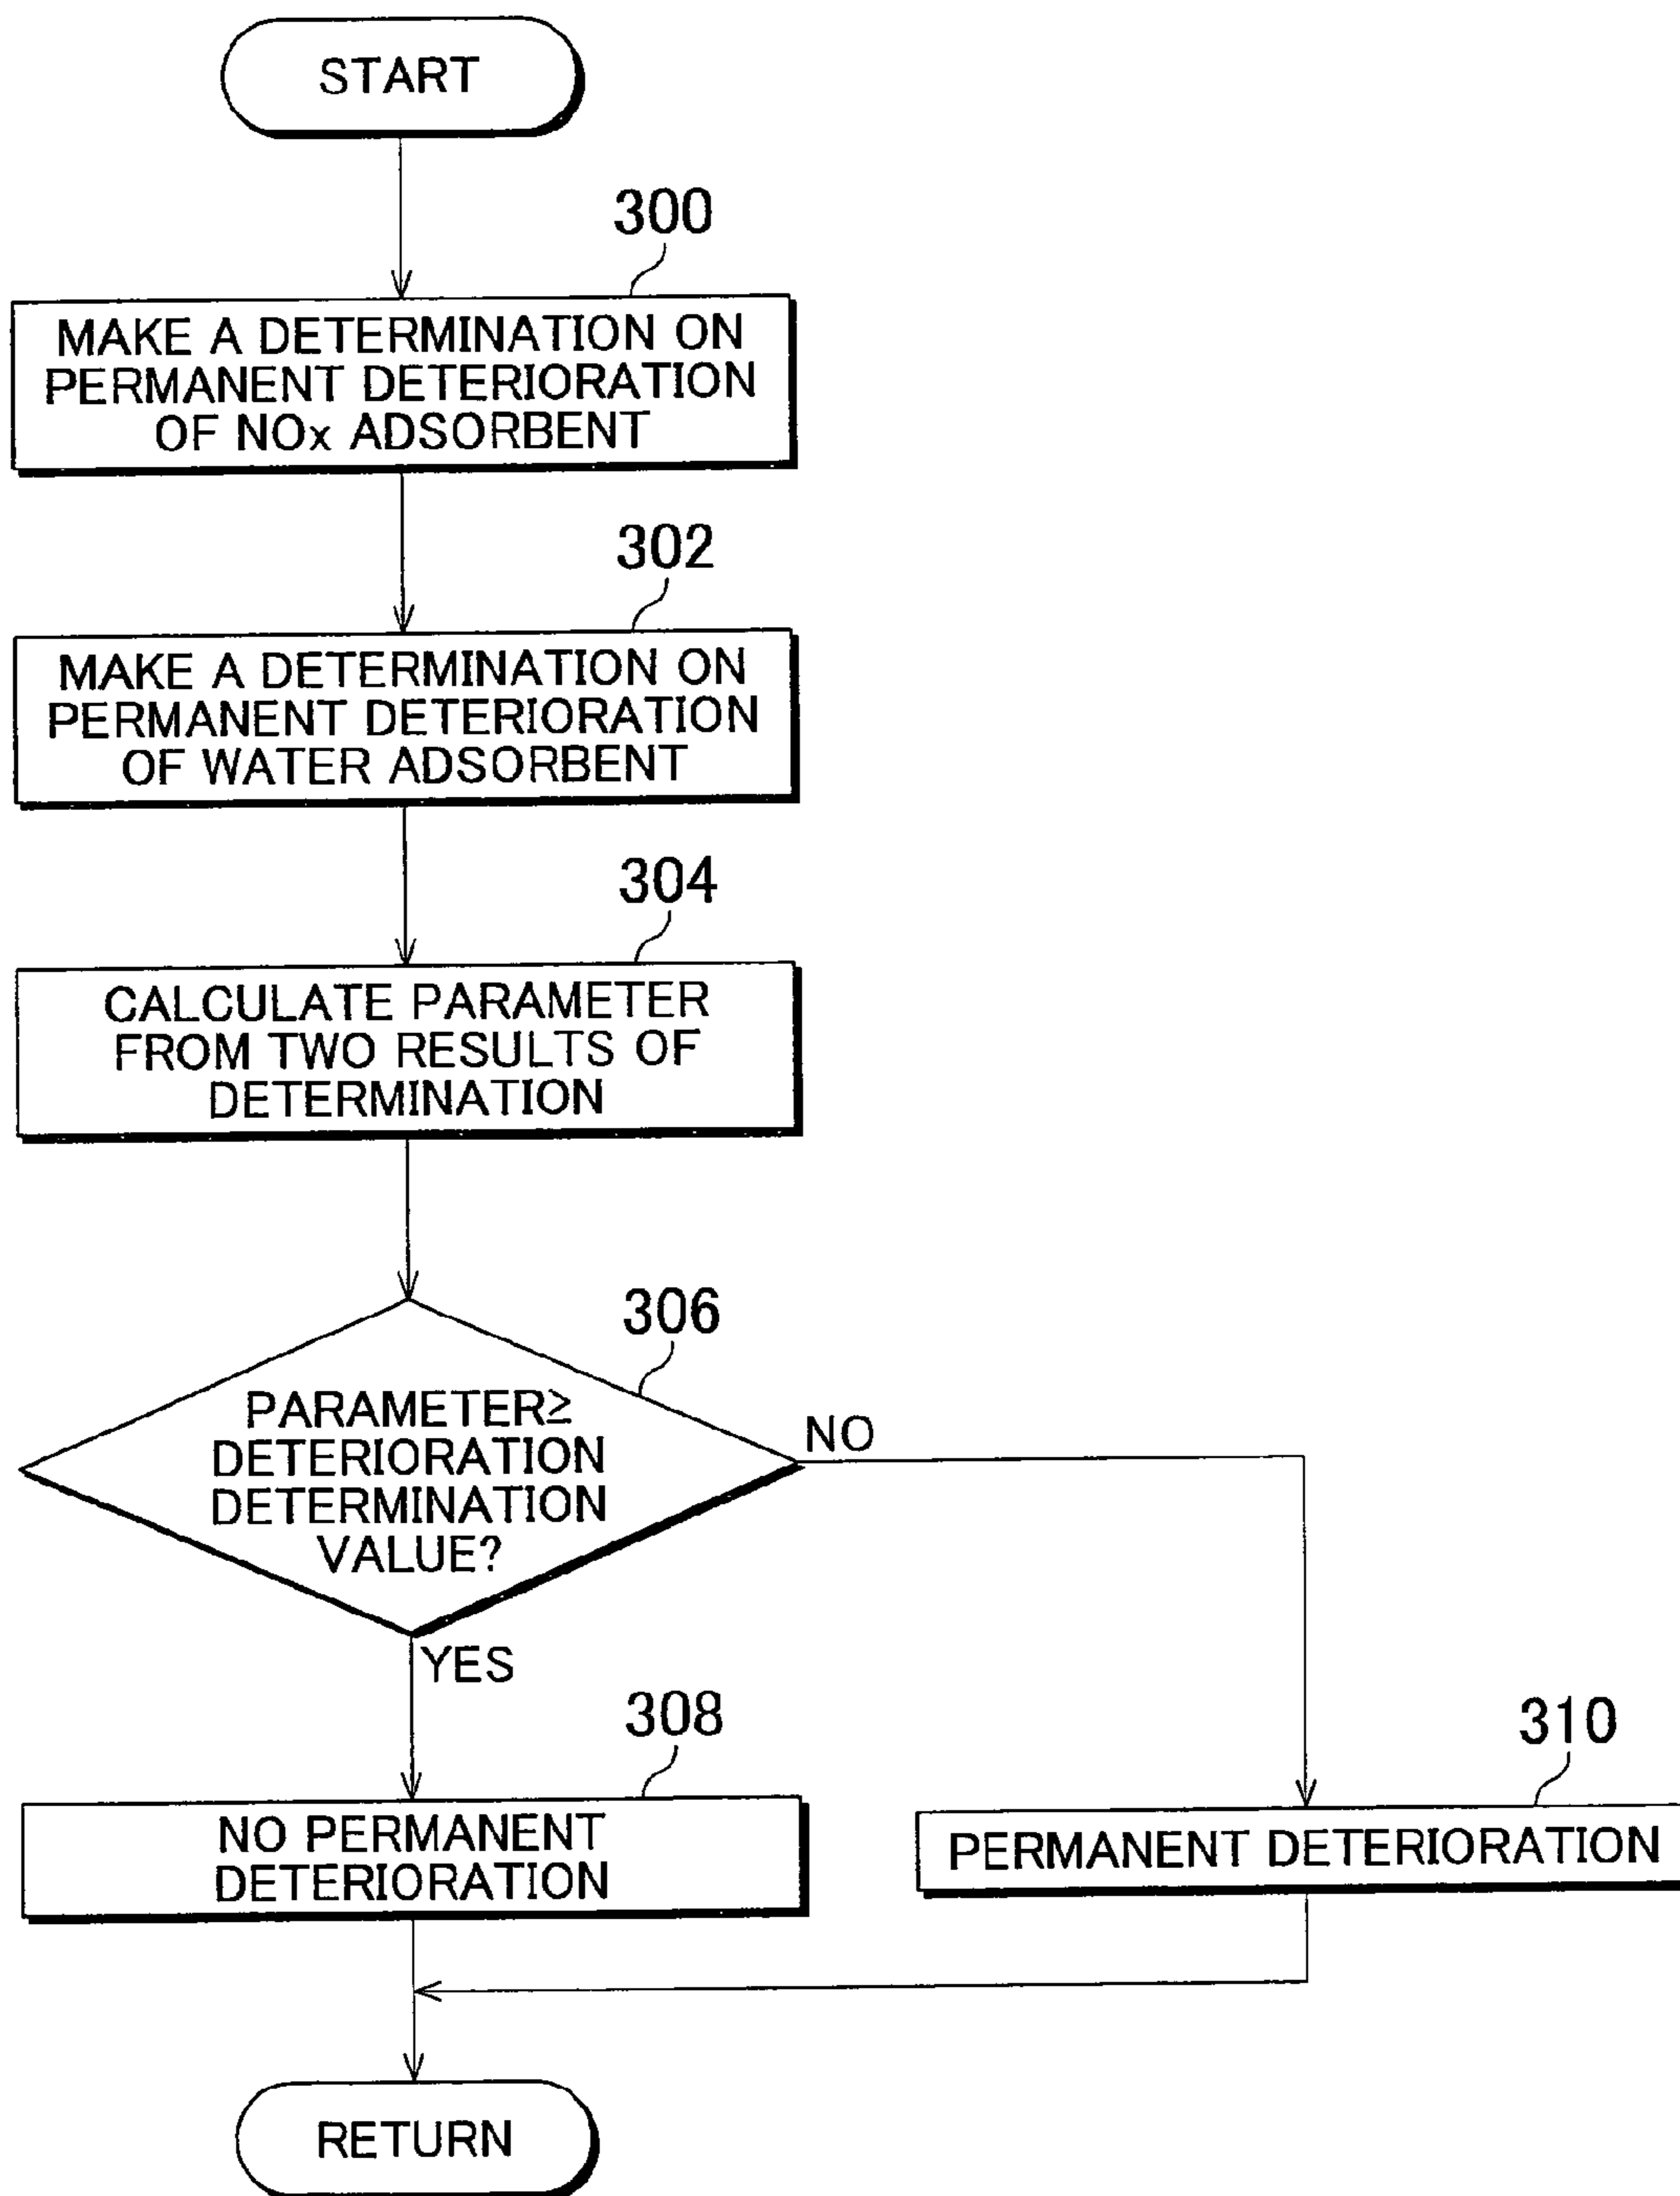 START
300
MAKE A DETERMINATION ON
PERMANENT DETERIORATION
OF NOx ADSORBENT
302
MAKE A DETERMINATION ON
PERMANENT DETERIORATION
OF WATER ADSORBENT
304
CALCULATE PARAMETER
FROM TWO RESULTS OF
DETERMINATION
306
PARAMETER≥
DETERIORATION
DETERMINATION
VALUE?
NO
YES
308
NO PERMANENT
DETERIORATION
310
PERMANENT DETERIORATION
RETURN